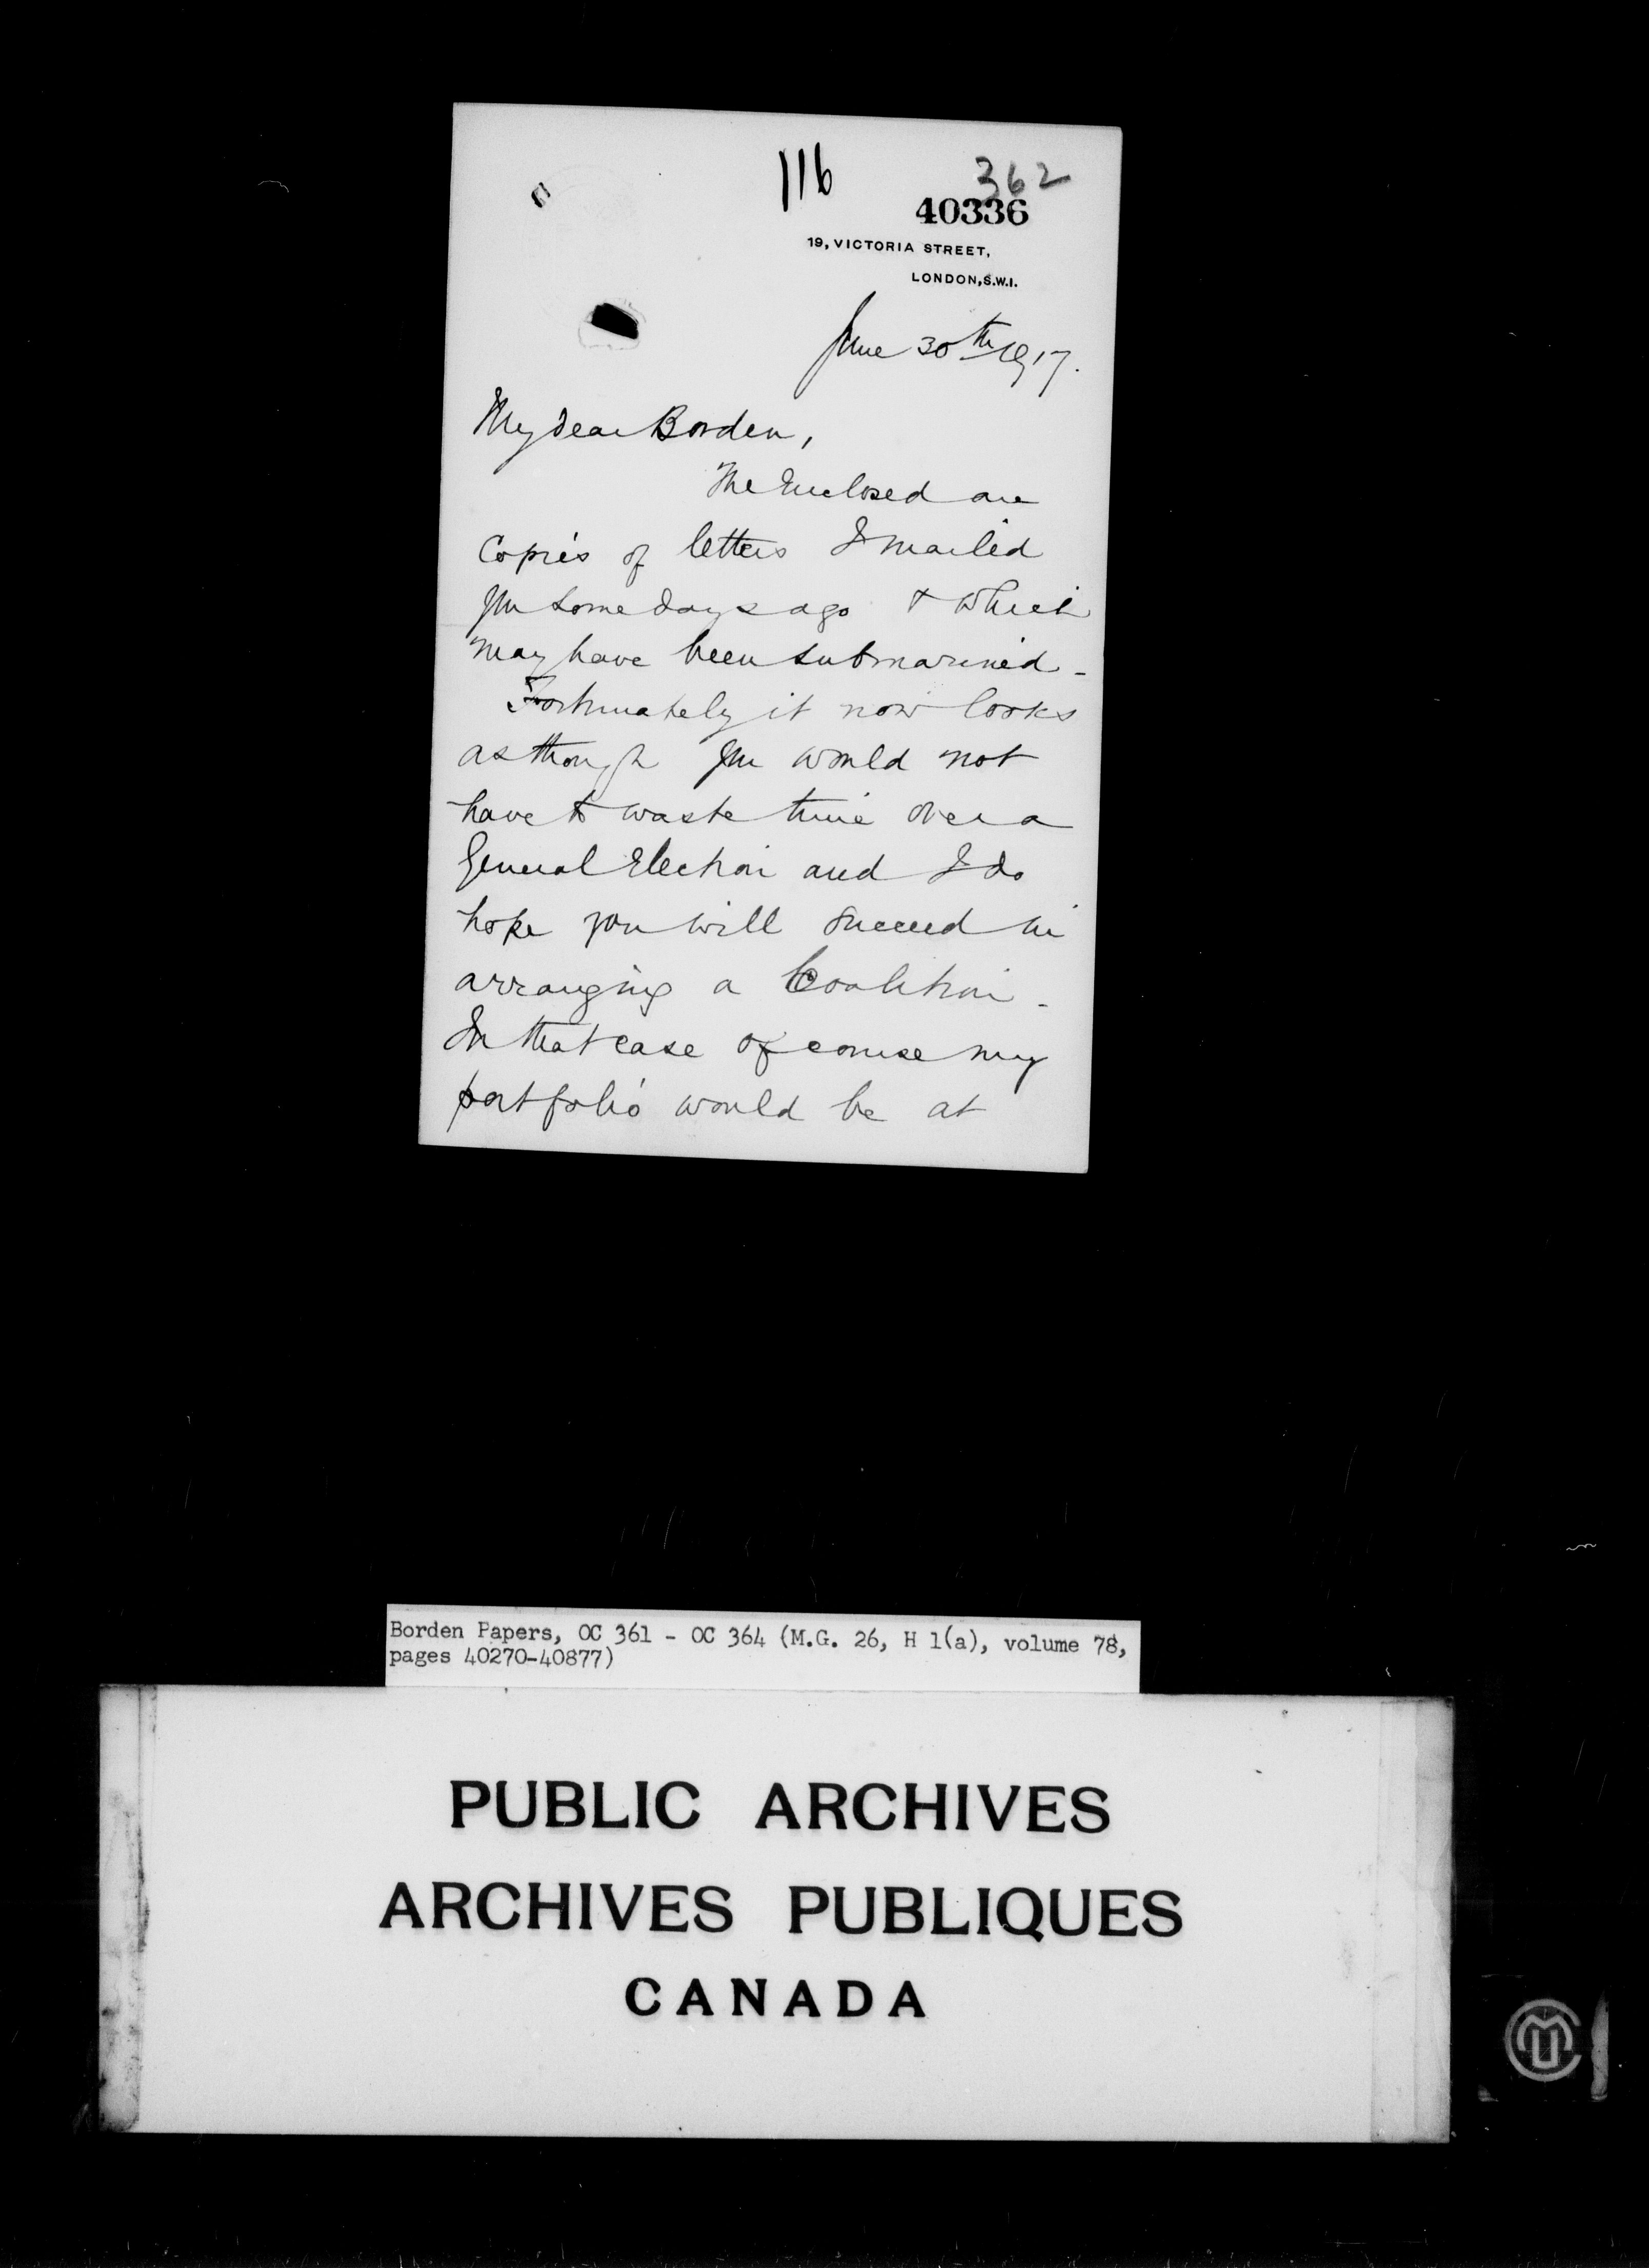 116
362
40336
19, VICTORIA STREET,
LONDON, S.W.1.
June 30th 1917.
My dear Borden,
The Enclosed are
Copies of letters I mailed
you some days ago & which
may have been submarined -
Fortunately it now looks
as though you would not
have to waste time over a
General Election and I do
hope you will succeed in
arranging a Coalition -
In that case of course my
portfolio would be at
Borden Papers, OC 361 - OC 364 (M.G. 26, H 1(a), volume 78,
pages 40270-40877)
PUBLIC ARCHIVES
ARCHIVES PUBLIQUES
CANADA